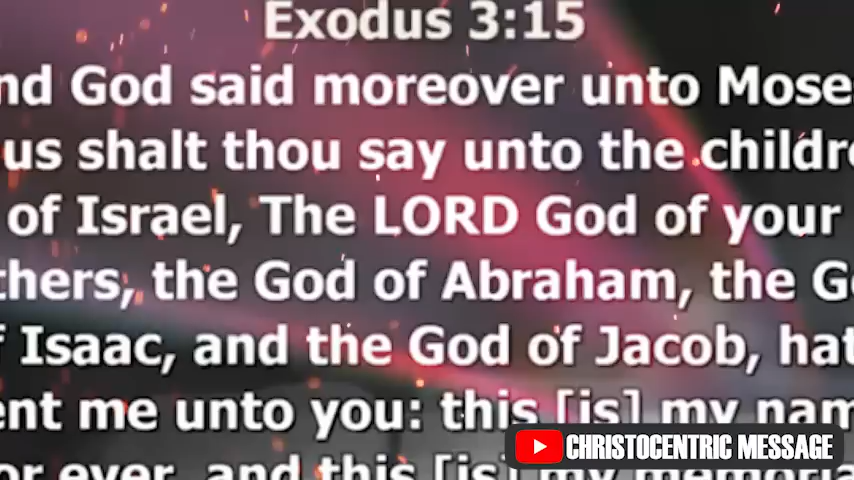 Exodus 3:15
nd God said moreover unto Mose
us shalt thou say unto the childre
of Israel, The LORD God of your
thers, the God of Abraham, the Go
f Isaac, and the God of Jacob, hat
ent me unto you: this [is] my nam
or ever, and this [is] my memoria
CHRISTOCENTRIC MESSAGE